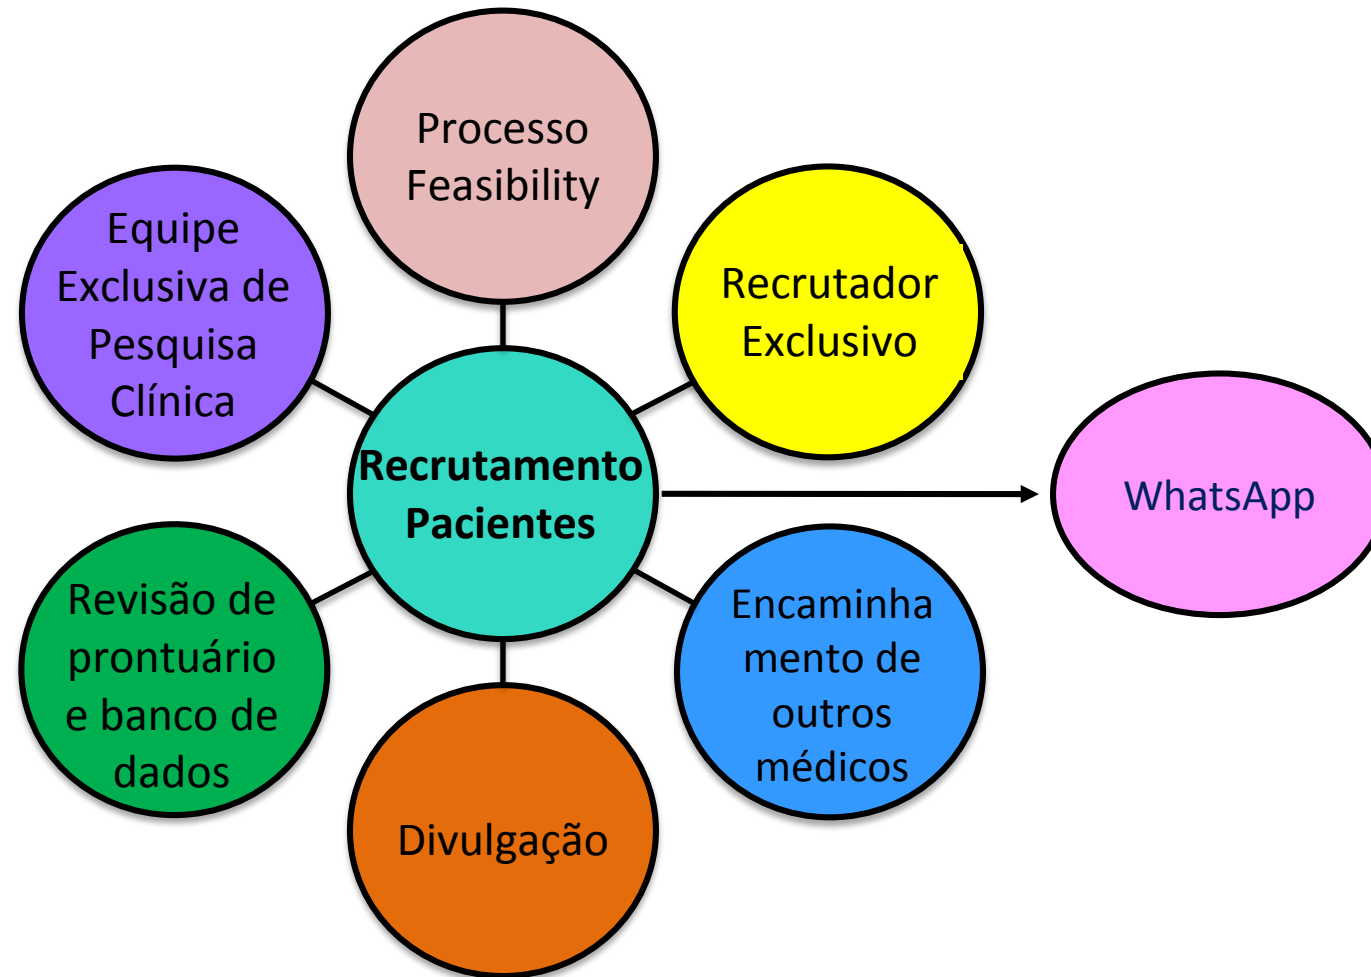 Processo
Feasibility
Equipe
Exclusiva de
Pesquisa
Clínica
Recrutador
Exclusivo
Recrutamento
Pacientes
WhatsApp
Revisão de
prontuário
e banco de
dados
Encaminha
mento de
outros
médicos
Divulgação